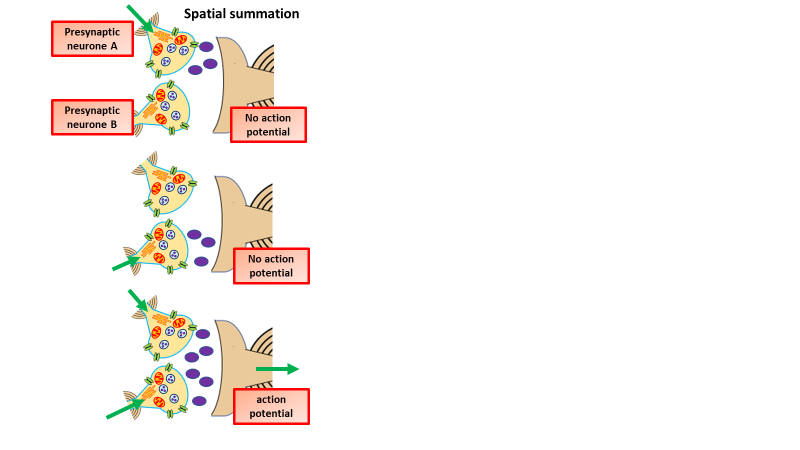 Spatial summation
Presynaptic
neurone A
Presynaptic
neurone B
No action
potential
No action
potential
action
potential